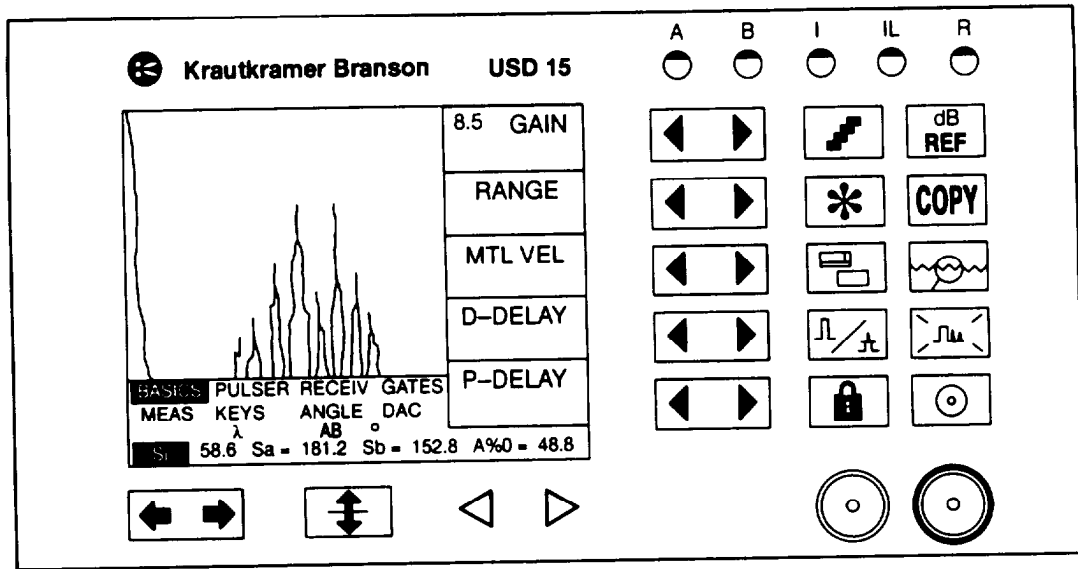 A B I IL R
Krautkramer Branson USD 15
8.5 GAIN
dB
REF
RANGE
COPY
MTL VEL
D–DELAY
P–DELAY
BASICS PULSER RECEIV GATES
MEAS KEYS ANGLE DAC
λ AB o
58.6 Sa = 181.2 Sb = 152.8 A%0 = 48.8